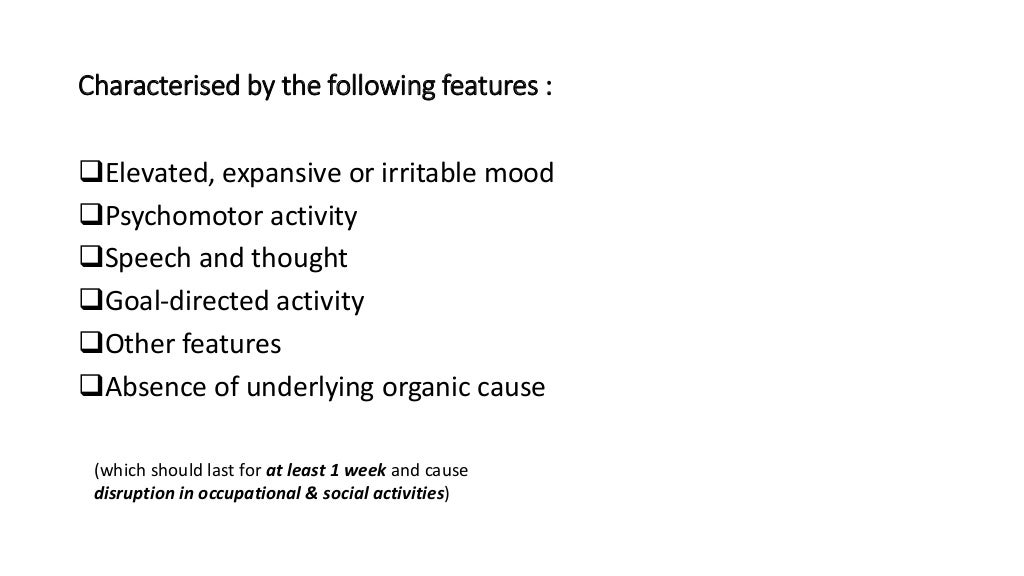 Characterised by the following features :
❑Elevated, expansive or irritable mood
❑Psychomotor activity
❑Speech and thought
❑Goal-directed activity
❑Other features
❑Absence of underlying organic cause
(which should last for at least 1 week and cause
disruption in occupational & social activities)